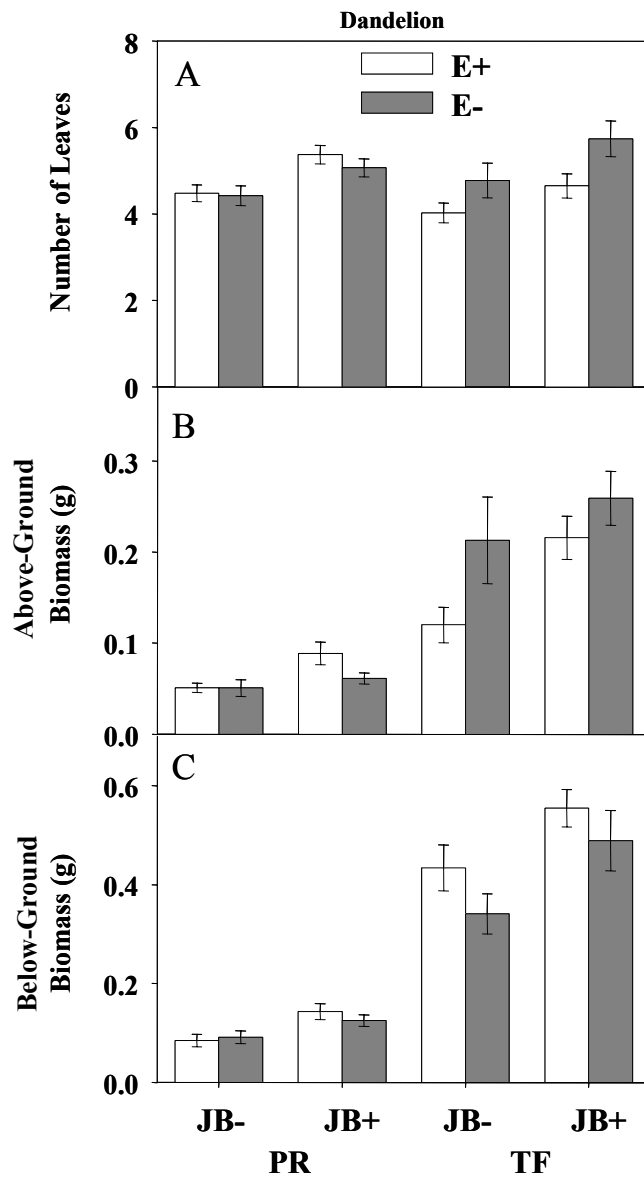 Dandelion
A
E+
E-
Number of Leaves
8
6
4
2
0
B
Above-Ground
Biomass (g)
0.3
0.2
0.1
0.0
C
Below-Ground
Biomass (g)
0.6
0.4
0.2
0.0
JB- JB+ JB- JB+
PR TF